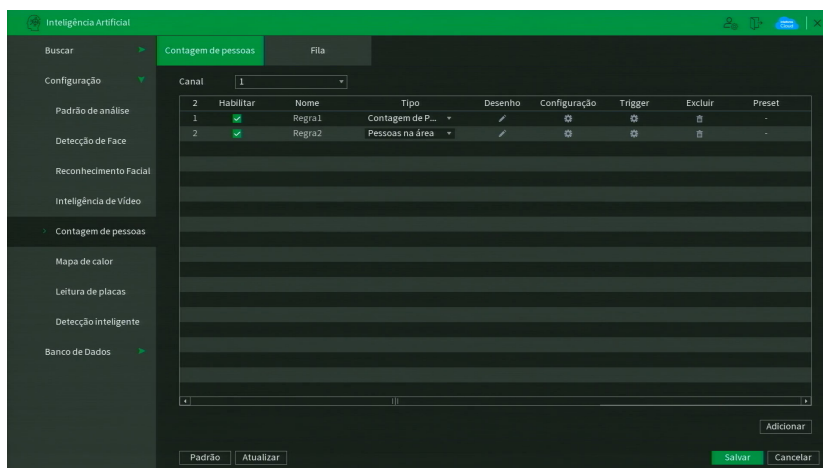 Inteligência Artificial
Cloud
Buscar
Configuração
Padrão de análise
Detecção de Face
Reconhecimento Facial
Inteligência de Vídeo
Contagem de pessoas
Mapa de calor
Leitura de placas
Detecção inteligente
Banco de Dados
Contagem de pessoas Fila
Canal 1
2 Habilitar Nome Tipo Desenho Configuração Trigger Excluir Preset
1 Regra1 Contagem de P... -
2 Regra2 Pessoas na área -
Adicionar
Padrão Atualizar Salvar Cancelar